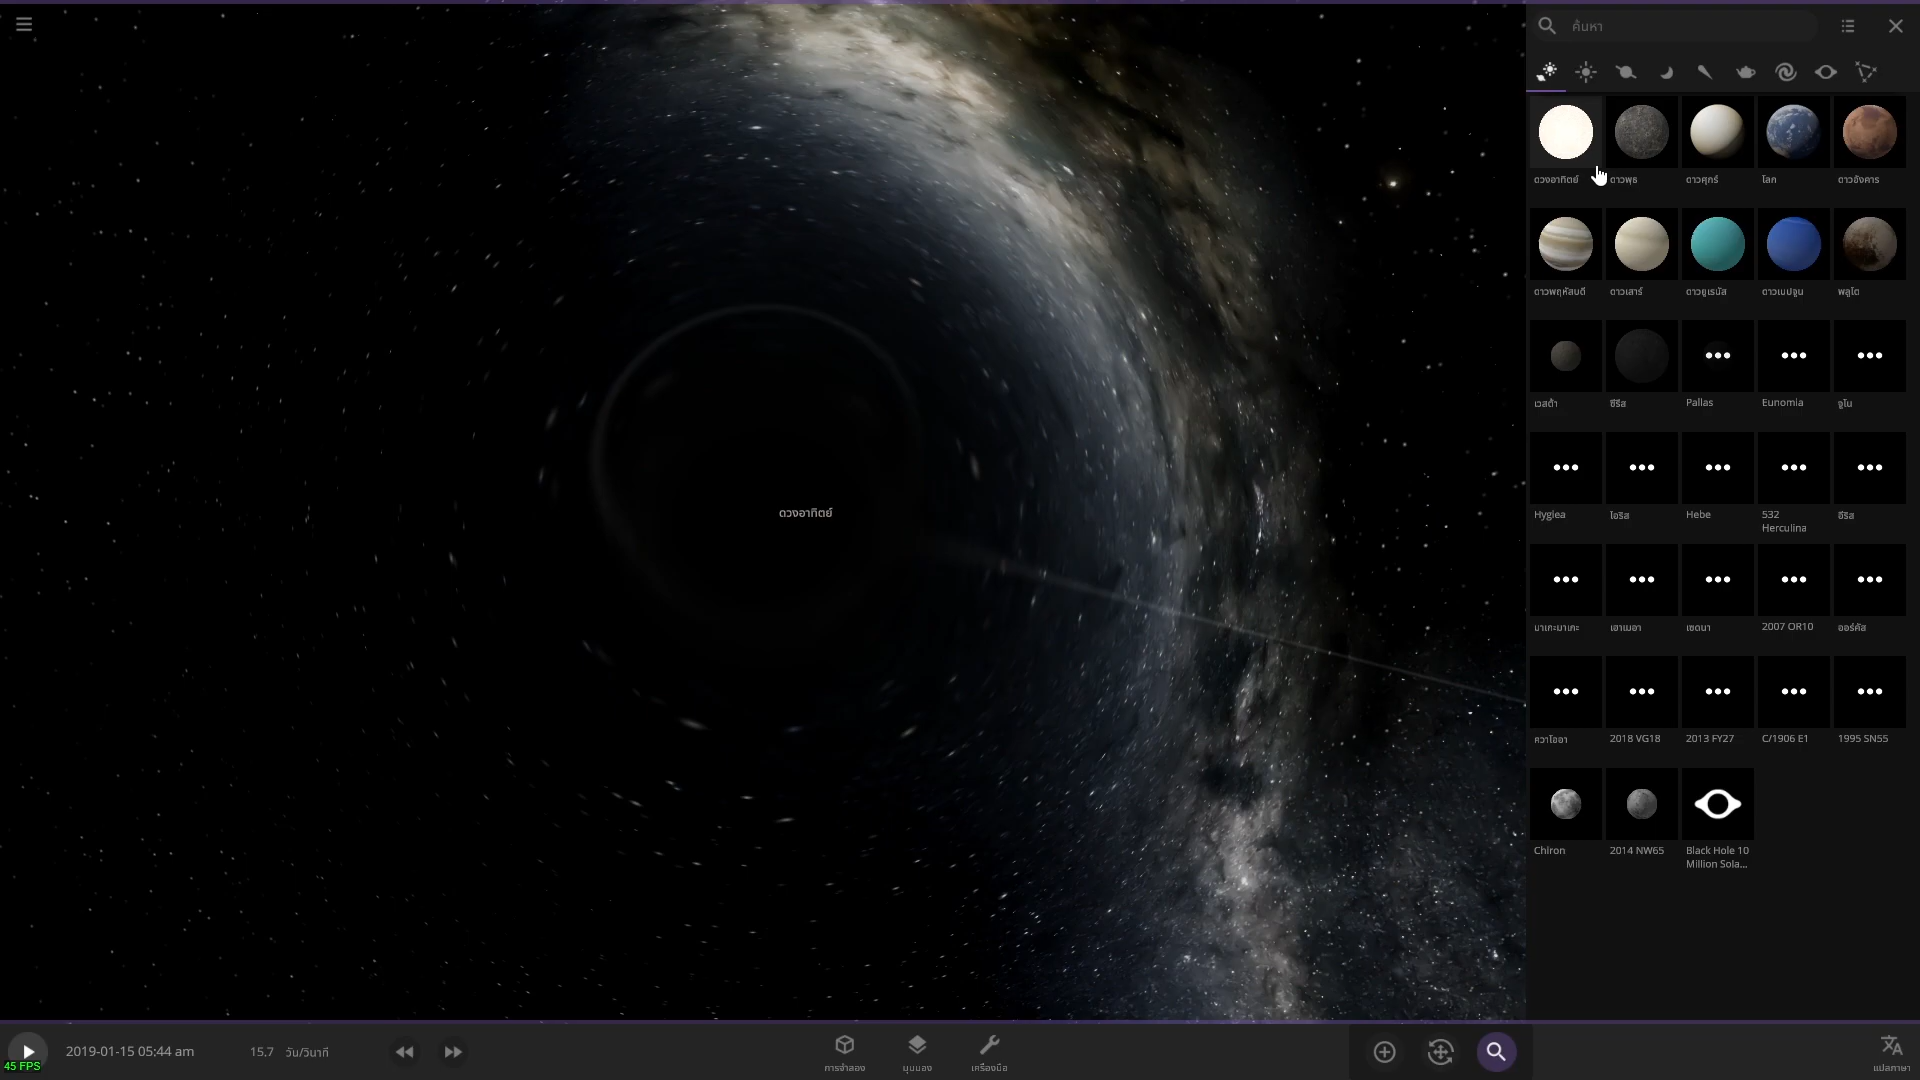 ค้นหา
ดวงอาทิตย์
ดาวพุธ
ดาวศุกร์
โลก
ดาวอังคาร
ดาวพฤหัสบดี
ดาวเสาร์
ดาวยูเรนัส
ดาวเนปจูน
พลูโต
เวสต้า
ซีรีส
Pallas
Eunomia
จูโน
Hygiea
ไอริส
Hebe
532
Herculina
อีริส
มาเกะมาเกะ
เฮาเมอา
เซดนา
2007 OR10
ออร์คัส
ควาโออา
2018 VG18
2013 FY27
C/1906 E1
1995 SN55
Chiron
2014 NW65
Black Hole 10
Million Sola...
ดวงอาทิตย์
45 FPS
2019-01-15 05:44 am
15.7 วัน/วินาที
การจำลอง
มุมมอง
เครื่องมือ
แปลภาษา